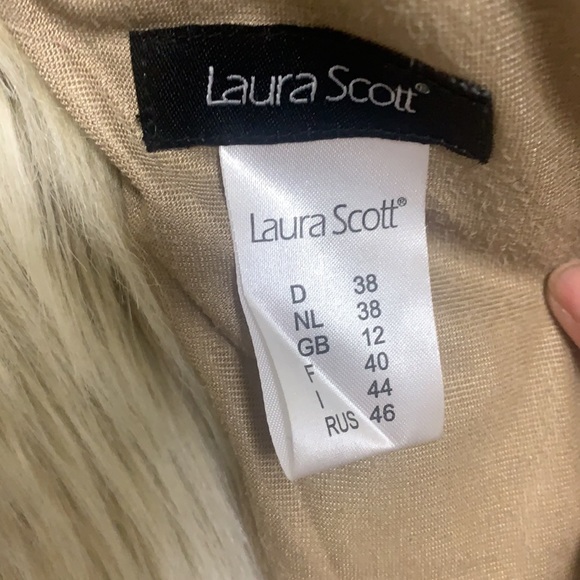 Laura Scott®
Laura Scott®
D 38
NL 38
GB 12
F 40
I 44
RUS 46